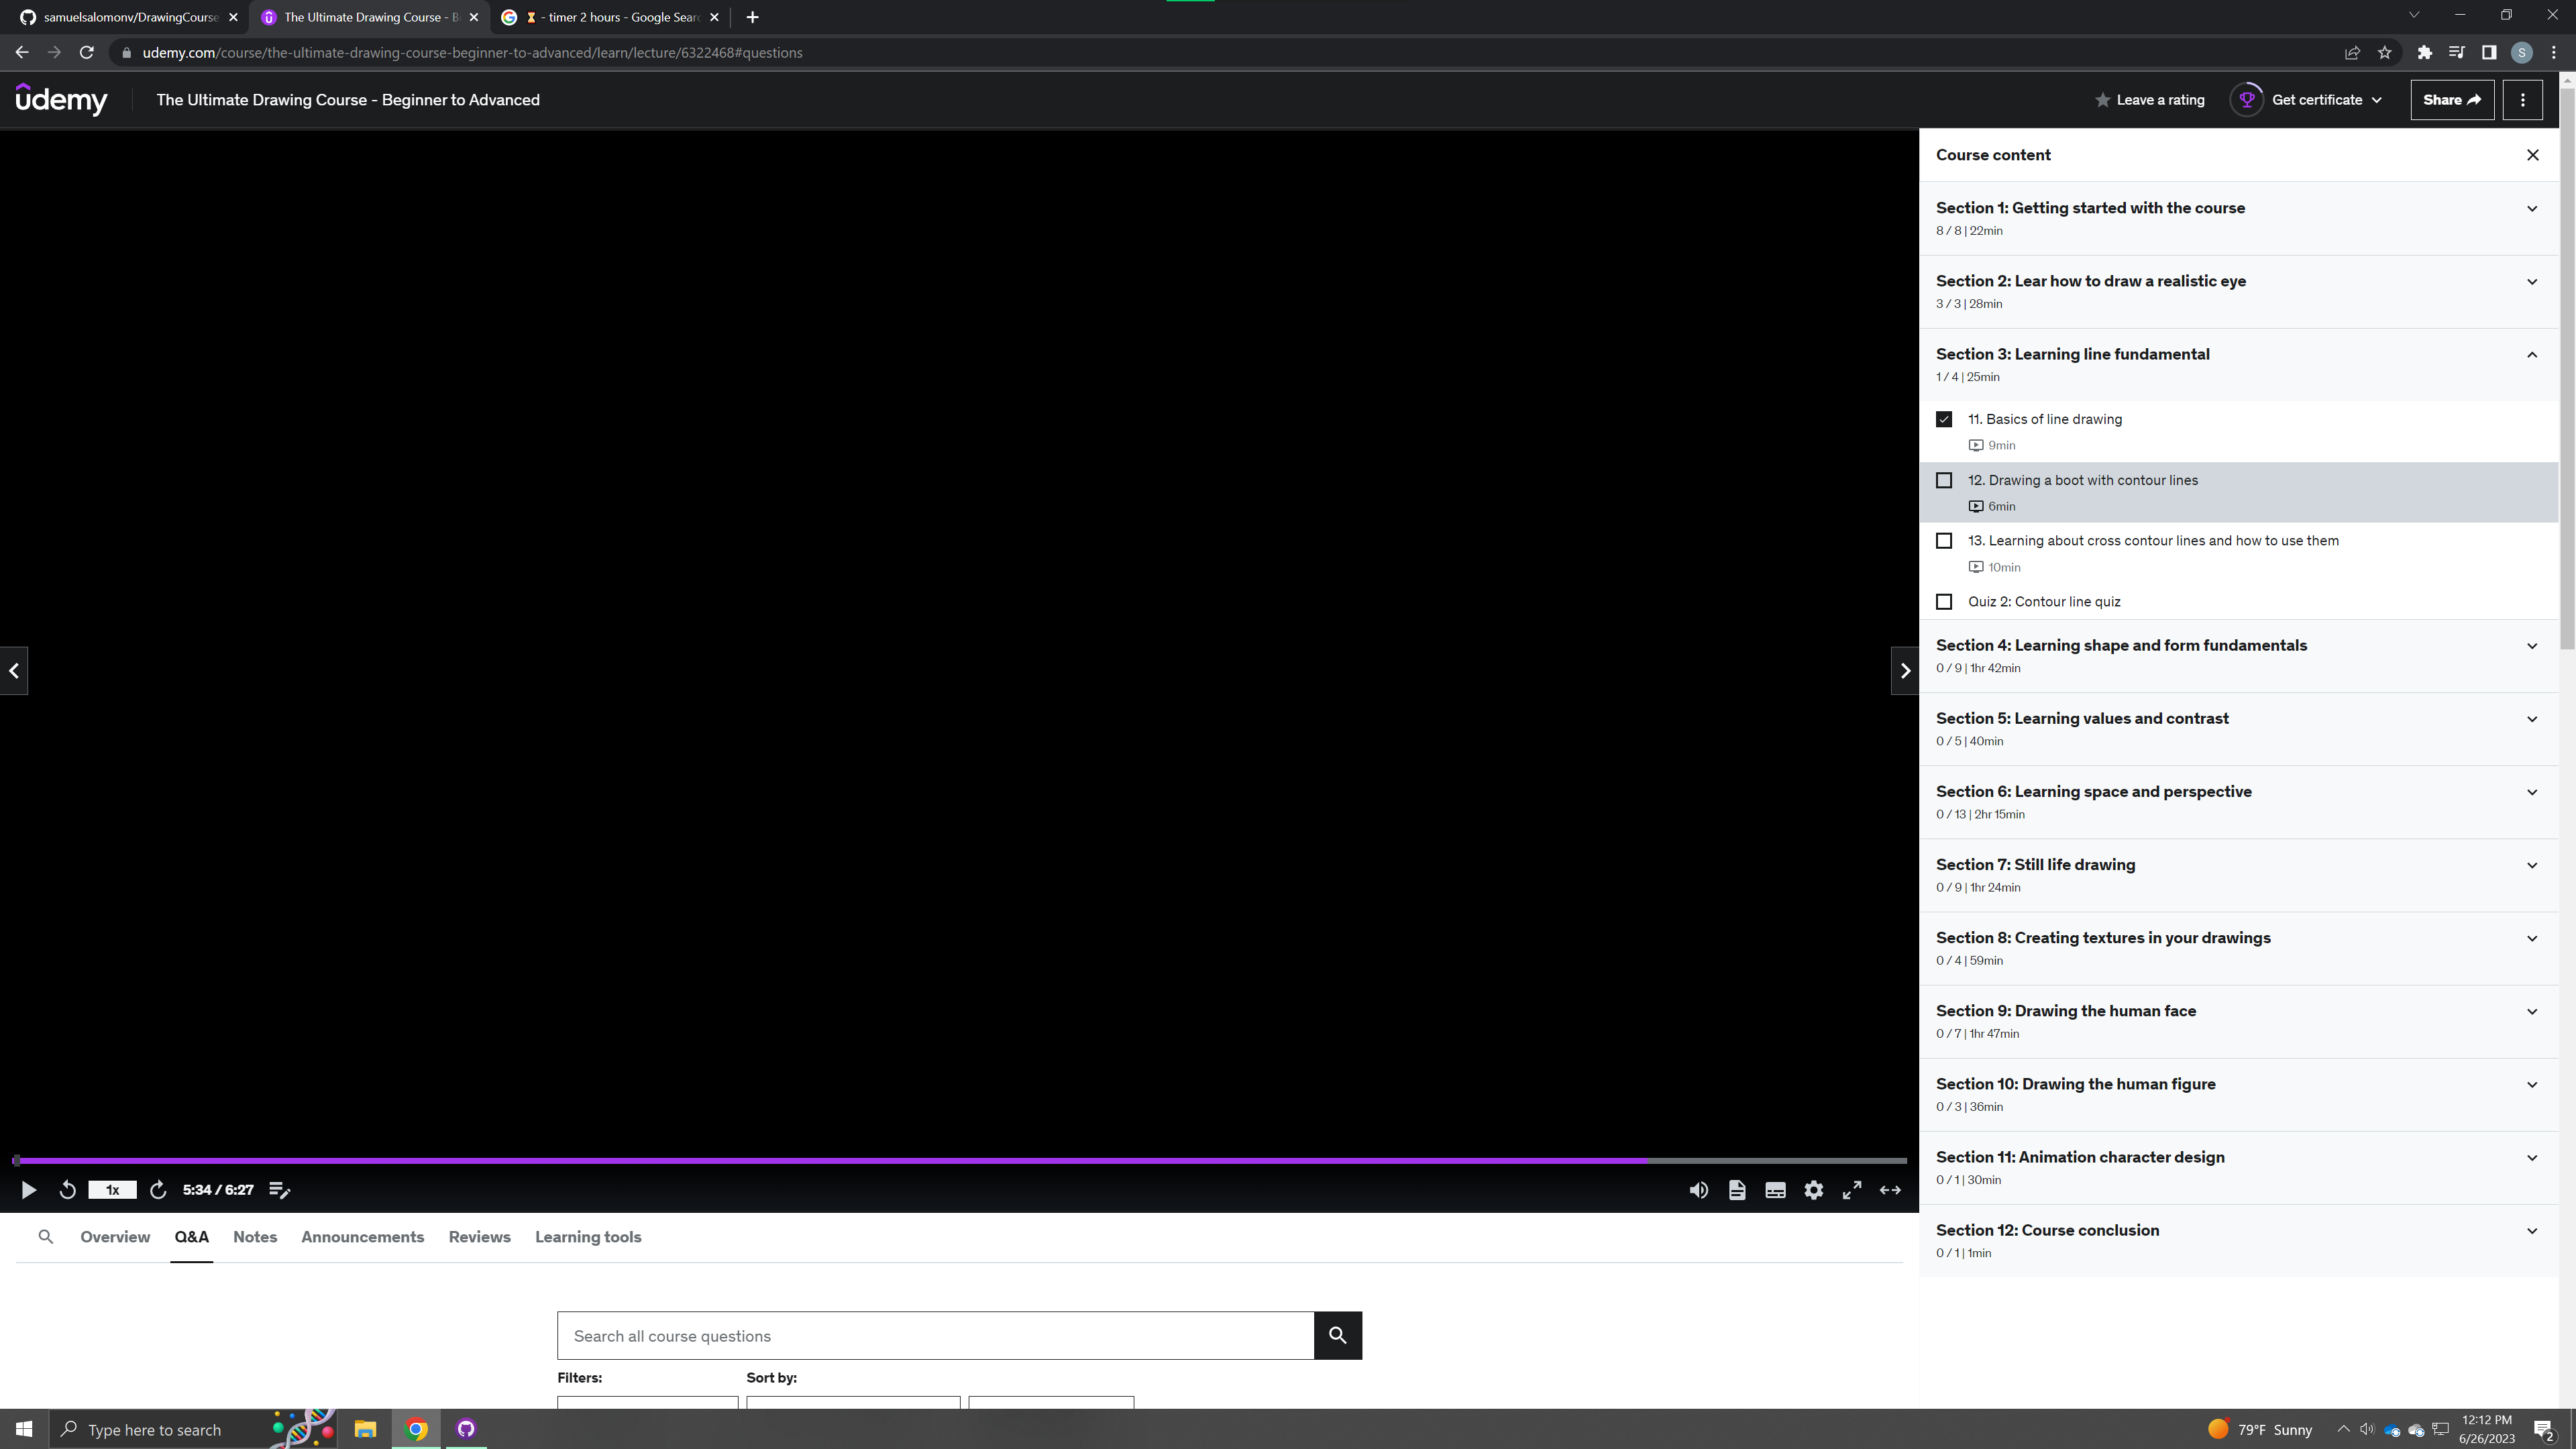 samuelsalomonv/DrawingCourse
The Ultimate Drawing Course - B
- timer 2 hours - Google Sear
udemy.com/course/the-ultimate-drawing-course-beginner-to-advanced/learn/lecture/6322468#questions
S
udemy
The Ultimate Drawing Course - Beginner to Advanced
Leave a rating
Get certificate
Share
Course content
Section 1: Getting started with the course
8 / 8 | 22min
Section 2: Lear how to draw a realistic eye
3 / 3 | 28min
Section 3: Learning line fundamental
1 / 4 | 25min
11. Basics of line drawing
9min
12. Drawing a boot with contour lines
6min
13. Learning about cross contour lines and how to use them
10min
Quiz 2: Contour line quiz
Section 4: Learning shape and form fundamentals
0 / 9 | 1hr 42min
Section 5: Learning values and contrast
0 / 5 | 40min
Section 6: Learning space and perspective
0 / 13 | 2hr 15min
Section 7: Still life drawing
0 / 9 | 1hr 24min
Section 8: Creating textures in your drawings
0 / 4 | 59min
Section 9: Drawing the human face
0 / 7 | 1hr 47min
Section 10: Drawing the human figure
0 / 3 | 36min
Section 11: Animation character design
0 / 1 | 30min
Section 12: Course conclusion
0 / 1 | 1min
1x
5:34 / 6:27
Overview
Q&A
Notes
Announcements
Reviews
Learning tools
Search all course questions
Filters:
Sort by:
Type here to search
79°F Sunny
12:12 PM
6/26/2023
2